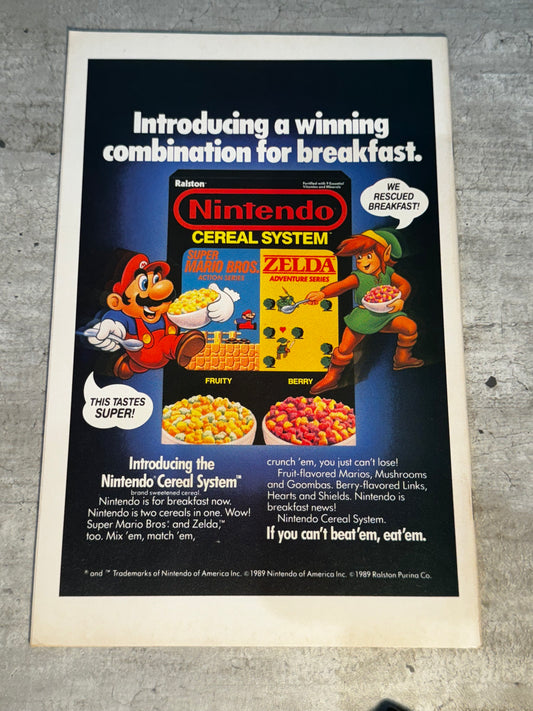 Introducing a winning
combination for breakfast.
Ralston®
Fortified with 9 Essential
Vitamins and Minerals
Nintendo®
CEREAL SYSTEM™
WE
RESCUED
BREAKFAST!
SUPER
MARIO BROS.
ACTION SERIES
ZELDA
ADVENTURE SERIES
THIS TASTES
SUPER!
FRUITY
BERRY
Introducing the
Nintendo® Cereal System™
brand sweetened cereal.
Nintendo is for breakfast now.
Nintendo is two cereals in one. Wow!
Super Mario Bros.® and Zelda,™
too. Mix 'em, match 'em,
crunch 'em, you just can't lose!
Fruit-flavored Marios, Mushrooms
and Goombas. Berry-flavored Links,
Hearts and Shields. Nintendo is
breakfast news!
Nintendo Cereal System.
If you can't beat'em, eat'em.
® and ™ Trademarks of Nintendo of America Inc. ©1989 Nintendo of America Inc. ©1989 Ralston Purina Co.